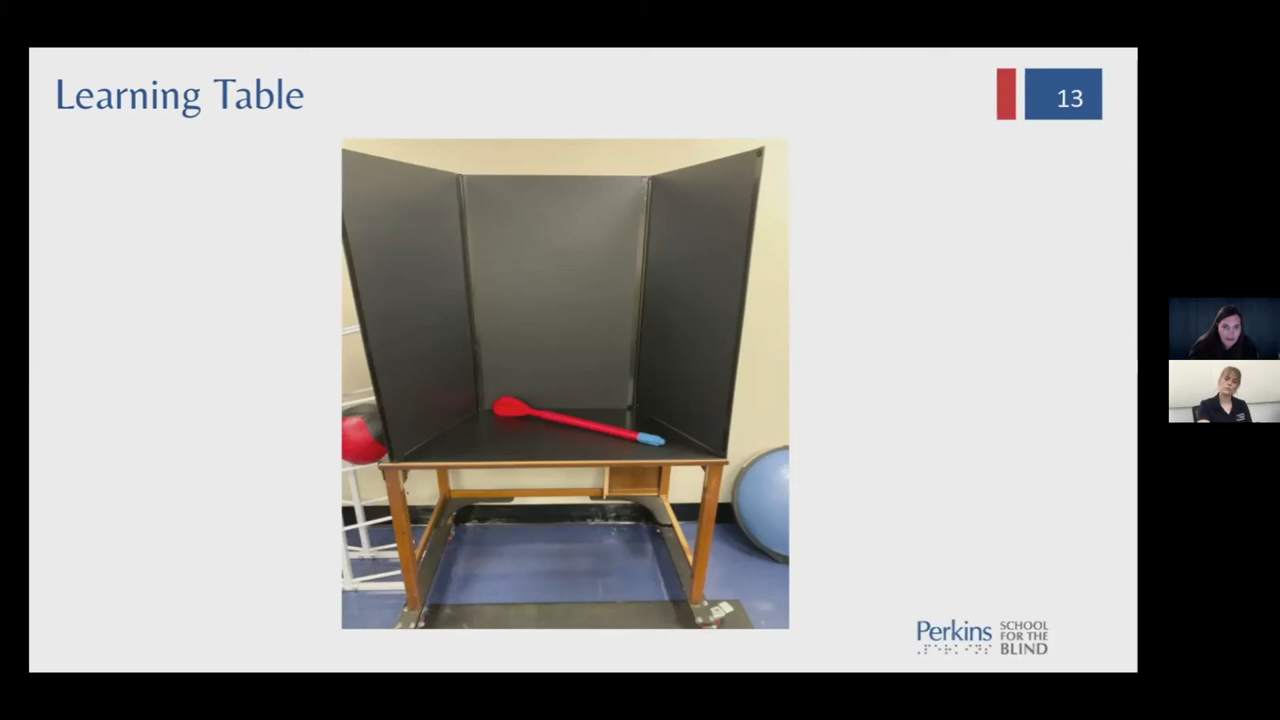 Learning Table
13
Perkins
SCHOOL
FOR THE
BLIND